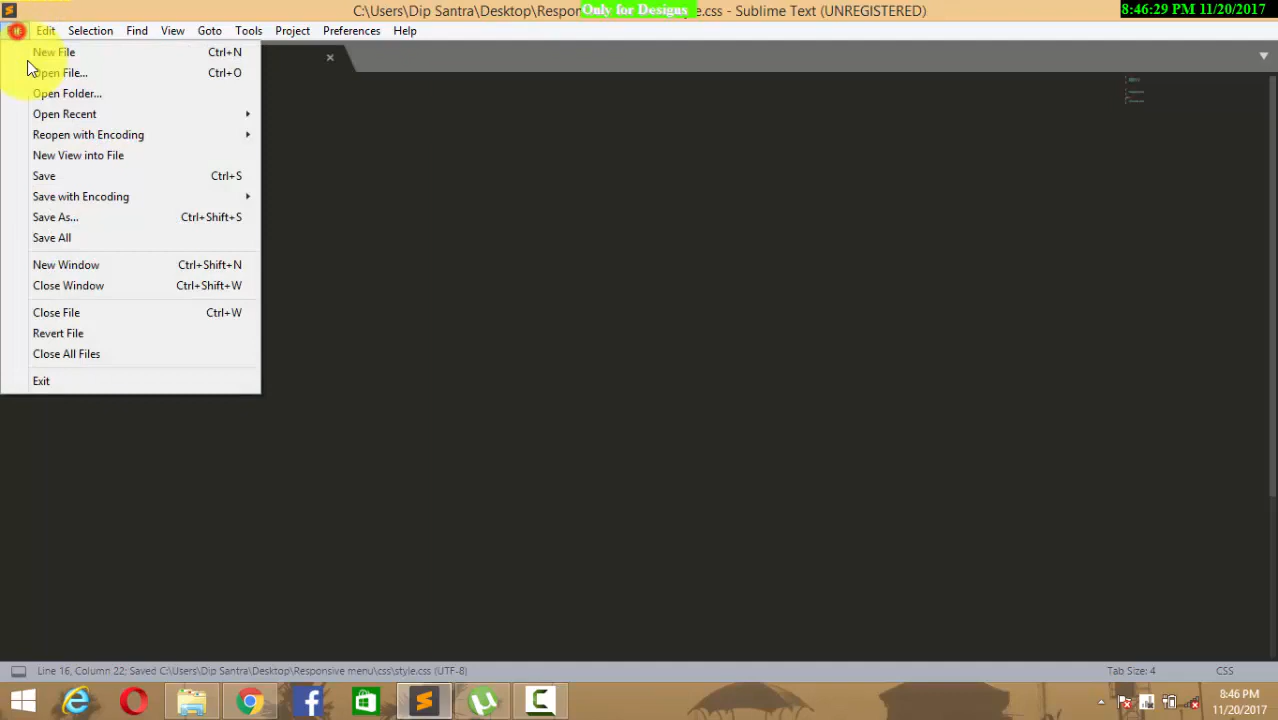 C:\Users\Dip Santra\Desktop\Respon
Only for Designs
le.css - Sublime Text (UNREGISTERED)
8:46:29 PM 11/20/2017
Edit Selection Find View Goto Tools Project Preferences Help
New File Ctrl+N
Open File... Ctrl+O
Open Folder...
Open Recent
Reopen with Encoding
New View into File
Save Ctrl+S
Save with Encoding
Save As... Ctrl+Shift+S
Save All
New Window Ctrl+Shift+N
Close Window Ctrl+Shift+W
Close File Ctrl+W
Revert File
Close All Files
Exit
Line 16, Column 22; Saved C:\Users\Dip Santra\Desktop\Responsive menu\css\style.css (UTF-8)
Tab Size: 4 CSS
8:46 PM
11/20/2017